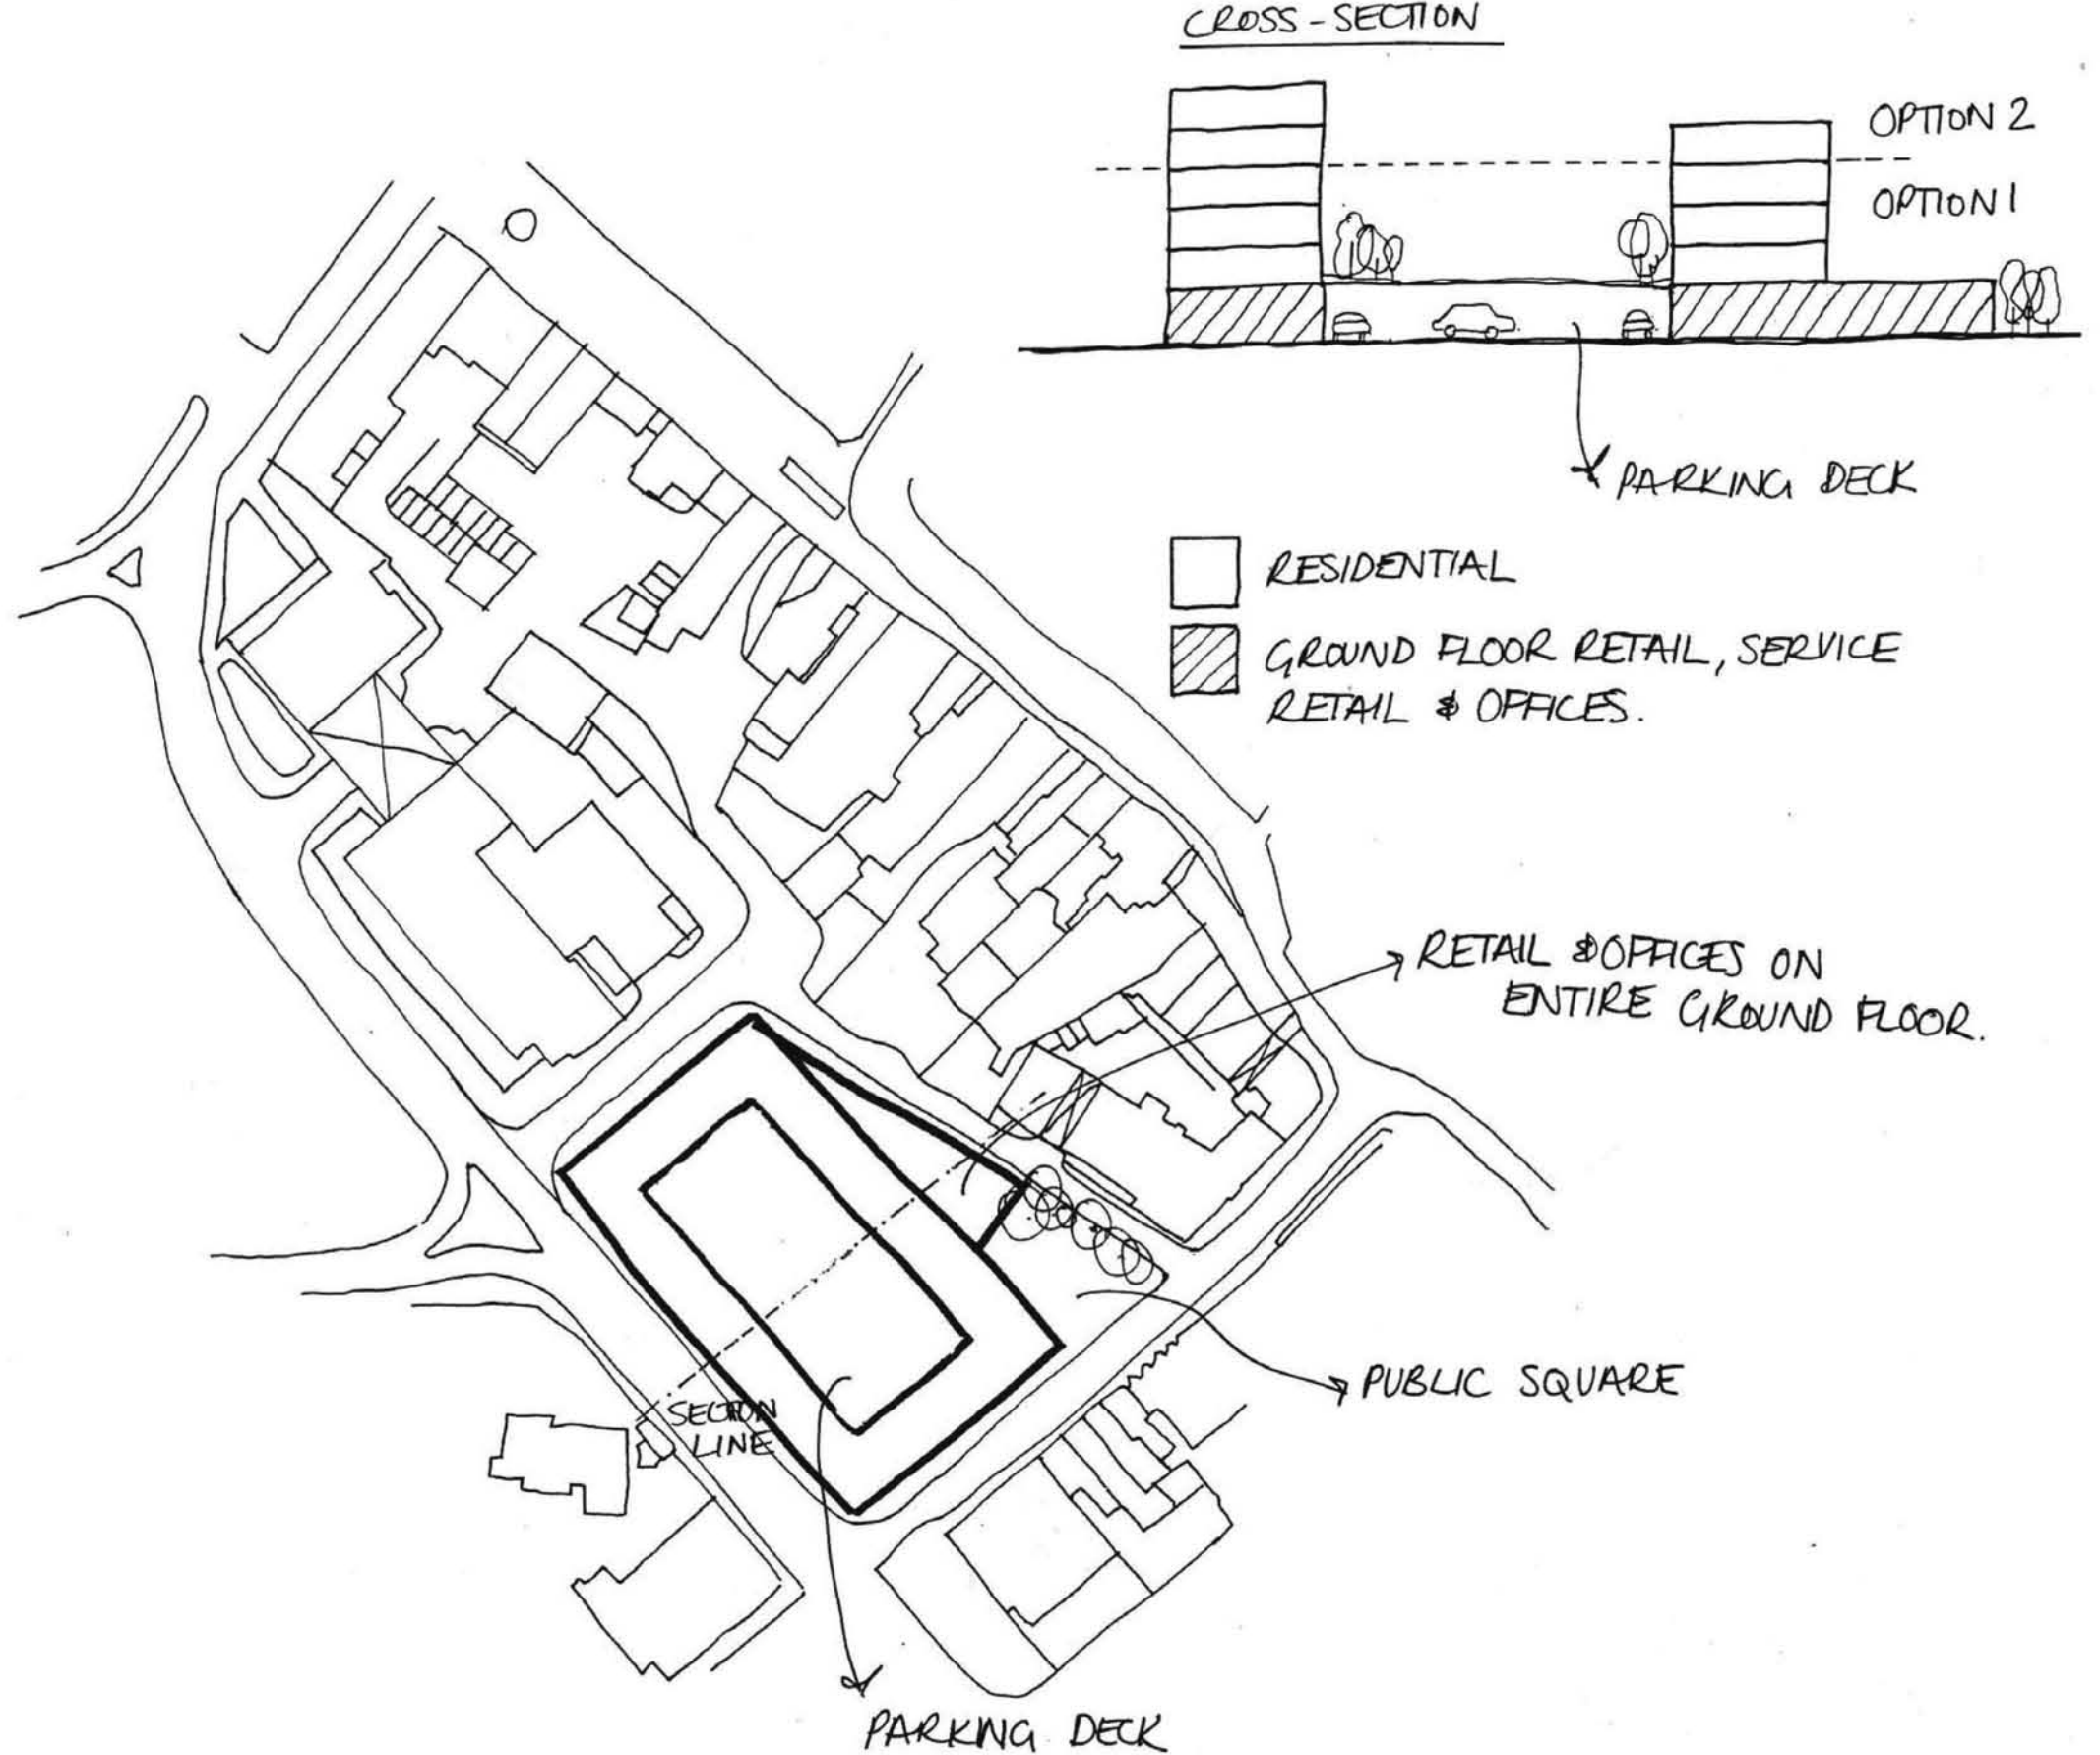 CROSS-SECTION
OPTION 2
OPTION 1
PARKING DECK
RESIDENTIAL
GROUND FLOOR RETAIL, SERVICE
RETAIL & OFFICES.
RETAIL & OFFICES ON
ENTIRE GROUND FLOOR.
PUBLIC SQUARE
SECTION
LINE
PARKING DECK